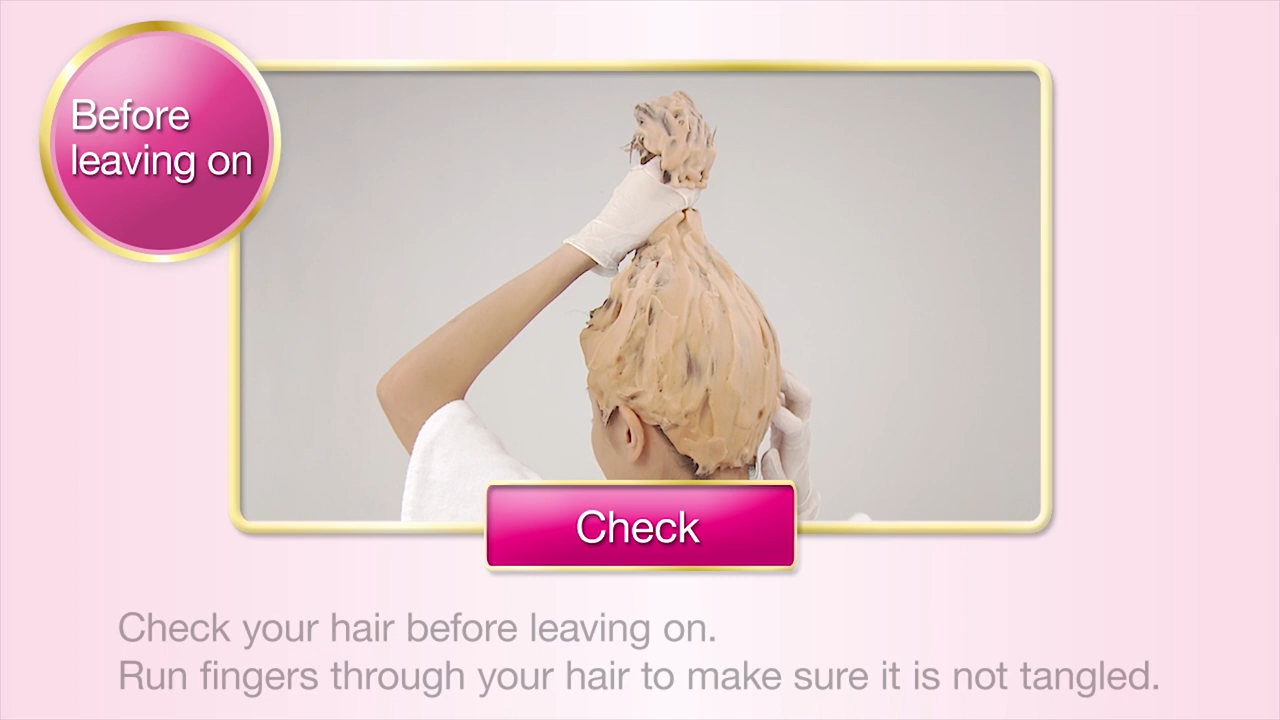 Before
leaving on
Check
Check your hair before leaving on.
Run fingers through your hair to make sure it is not tangled.